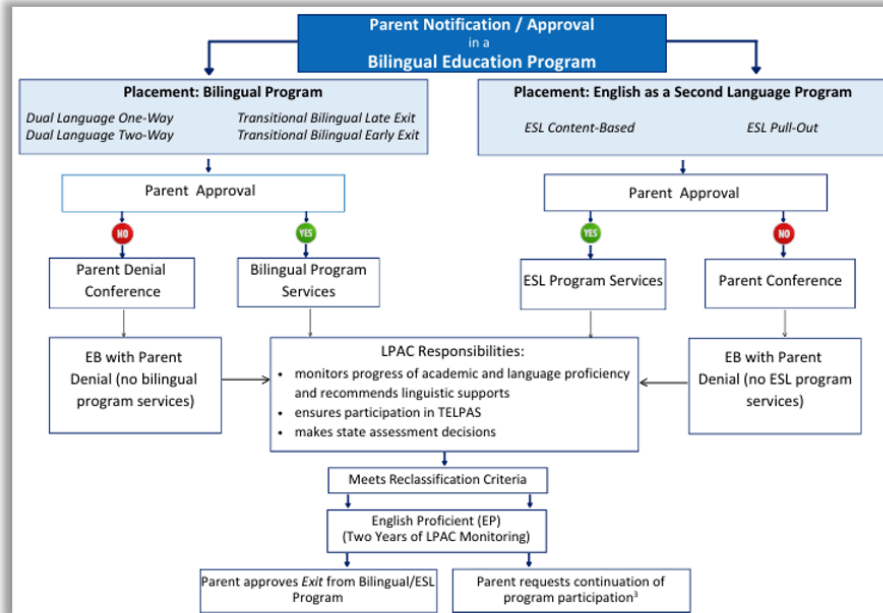 Parent Notification / Approval
in a
Bilingual Education Program
Placement: Bilingual Program
Dual Language One-Way
Transitional Bilingual Late Exit
Dual Language Two-Way
Transitional Bilingual Early Exit
Placement: English as a Second Language Program
ESL Content-Based
ESL Pull-Out
Parent Approval
Parent Approval
NO
YES
YES
NO
Parent Denial
Conference
Bilingual Program
Services
ESL Program Services
Parent Conference
EB with Parent
Denial (no bilingual
program services)
LPAC Responsibilities:
• monitors progress of academic and language proficiency
and recommends linguistic supports
• ensures participation in TELPAS
• makes state assessment decisions
EB with Parent
Denial (no ESL program
services)
Meets Reclassification Criteria
English Proficient (EP)
(Two Years of LPAC Monitoring)
Parent approves Exit from Bilingual/ESL
Program
Parent requests continuation of
program participation³